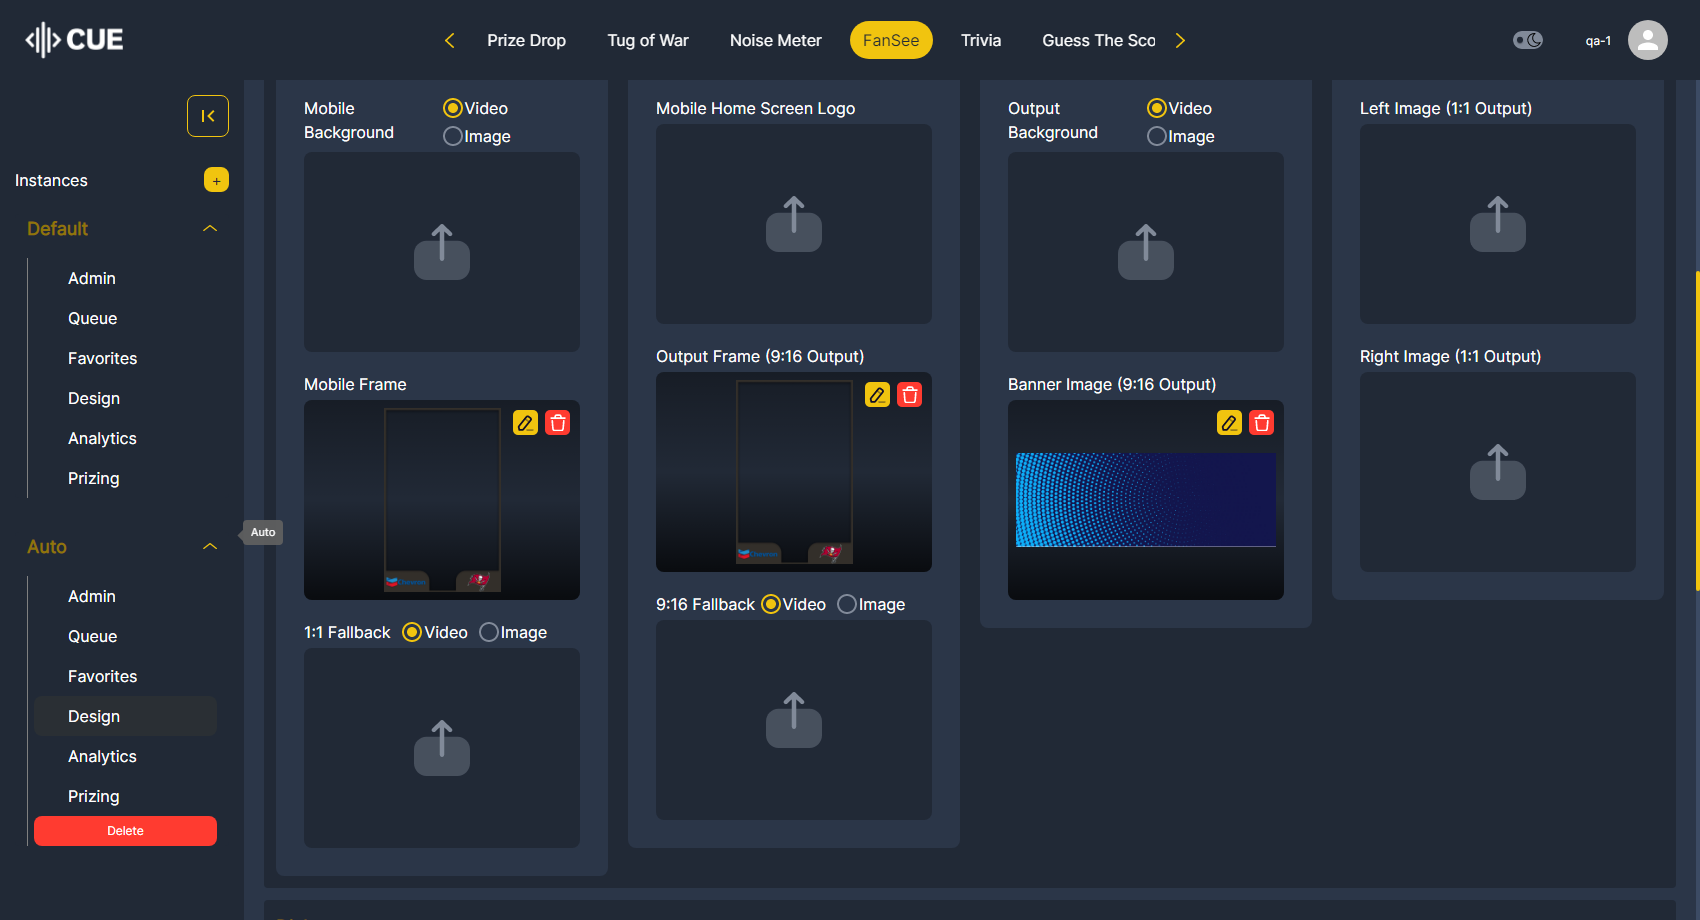 CUE
Prize Drop
Tug of War
Noise Meter
FanSee
Trivia
Guess The Sco
qa-1
Instances
+
Default
Admin
Queue
Favorites
Design
Analytics
Prizing
Auto
Auto
Admin
Queue
Favorites
Design
Analytics
Prizing
Delete
Mobile
Background
Video
Image
Mobile Frame
1:1 Fallback
Video
Image
Mobile Home Screen Logo
Output Frame (9:16 Output)
9:16 Fallback
Video
Image
Output
Background
Video
Image
Banner Image (9:16 Output)
Left Image (1:1 Output)
Right Image (1:1 Output)